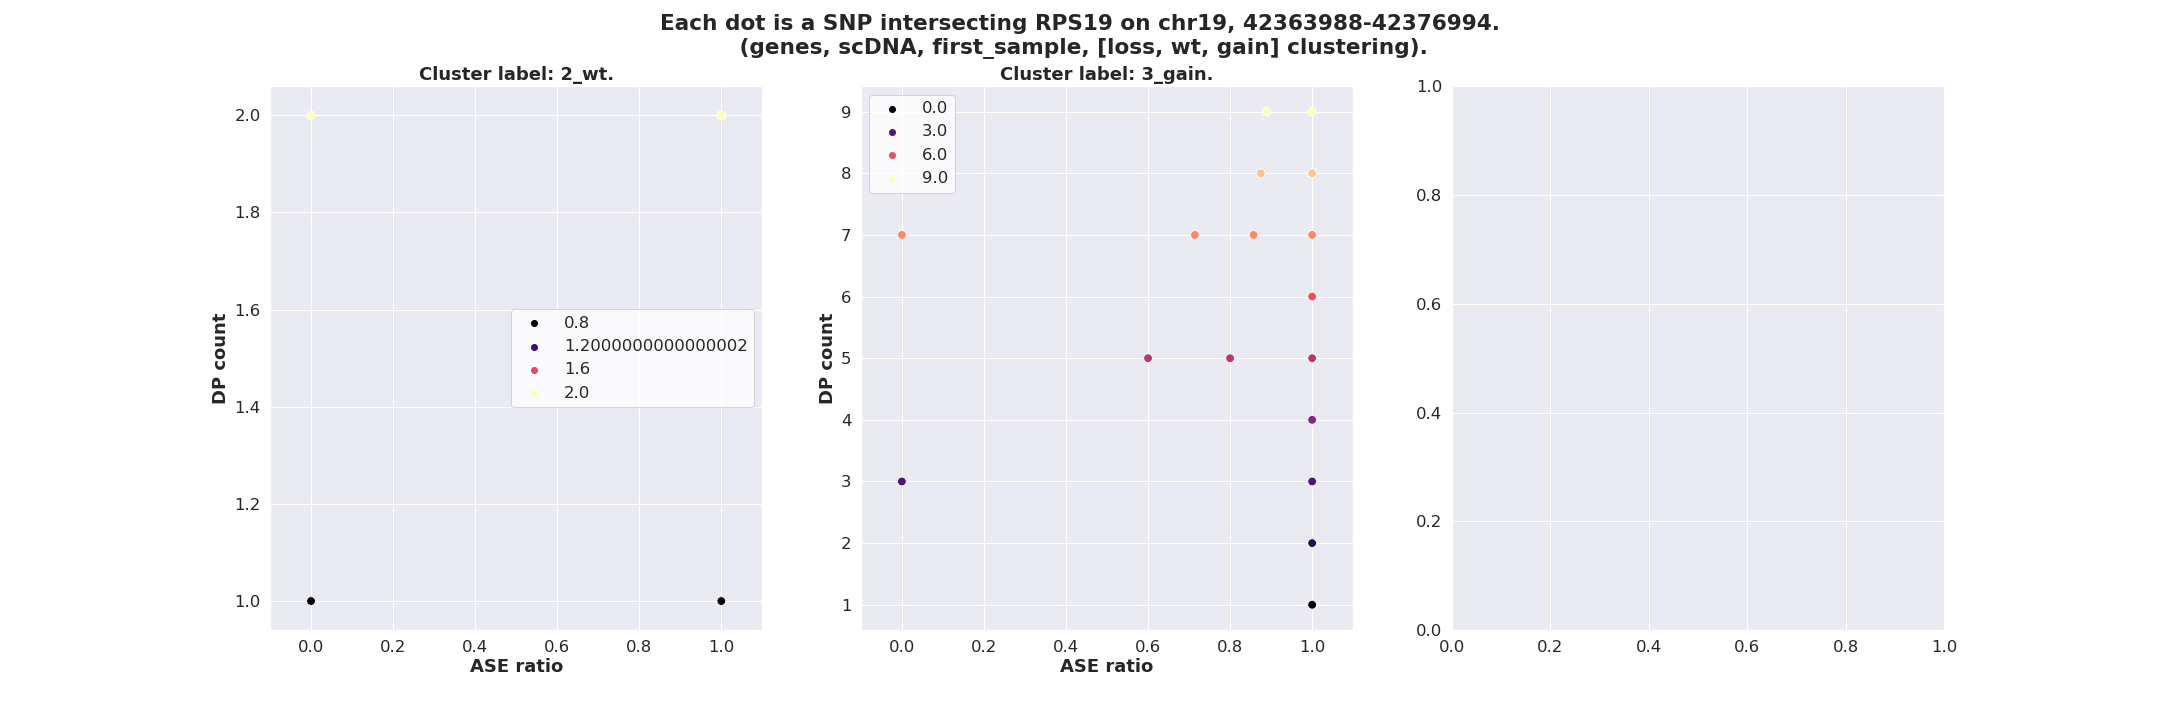 Each dot is a SNP intersecting RPS19 on chr19, 42363988-42376994.
(genes, scDNA, first_sample, [loss, wt, gain] clustering).
Cluster label: 2_wt.
2.0
1.8
1.6
1.4
1.2
1.0
DP count
0.8
1.2000000000000002
1.6
2.0
0.0 0.2 0.4 0.6 0.8 1.0
ASE ratio
Cluster label: 3_gain.
9
8
7
6
5
4
3
2
1
DP count
0.0
3.0
6.0
9.0
0.0 0.2 0.4 0.6 0.8 1.0
ASE ratio
1.0
0.8
0.6
0.4
0.2
0.0
0.0 0.2 0.4 0.6 0.8 1.0